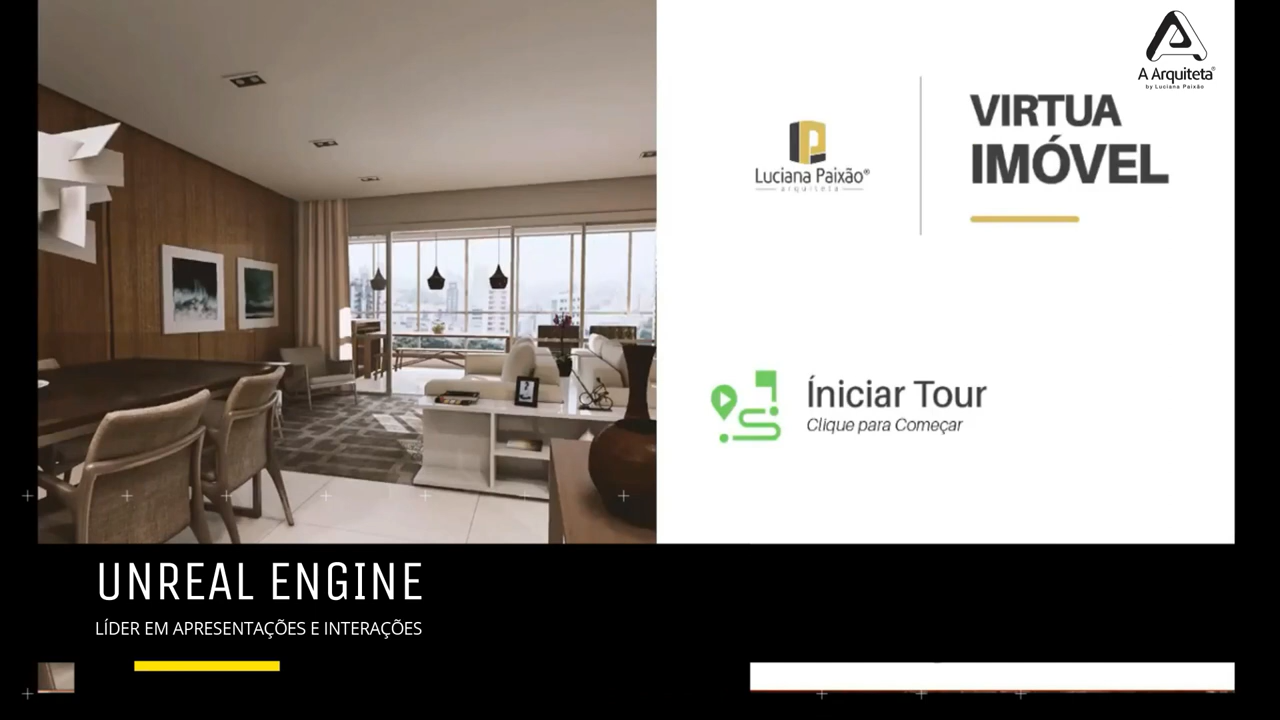 A Arquiteta®
by Luciana Paixão
VIRTUA
IMÓVEL
Luciana Paixão®
arquiteta
Íniciar Tour
Clique para Começar
UNREAL ENGINE
LÍDER EM APRESENTAÇÕES E INTERAÇÕES